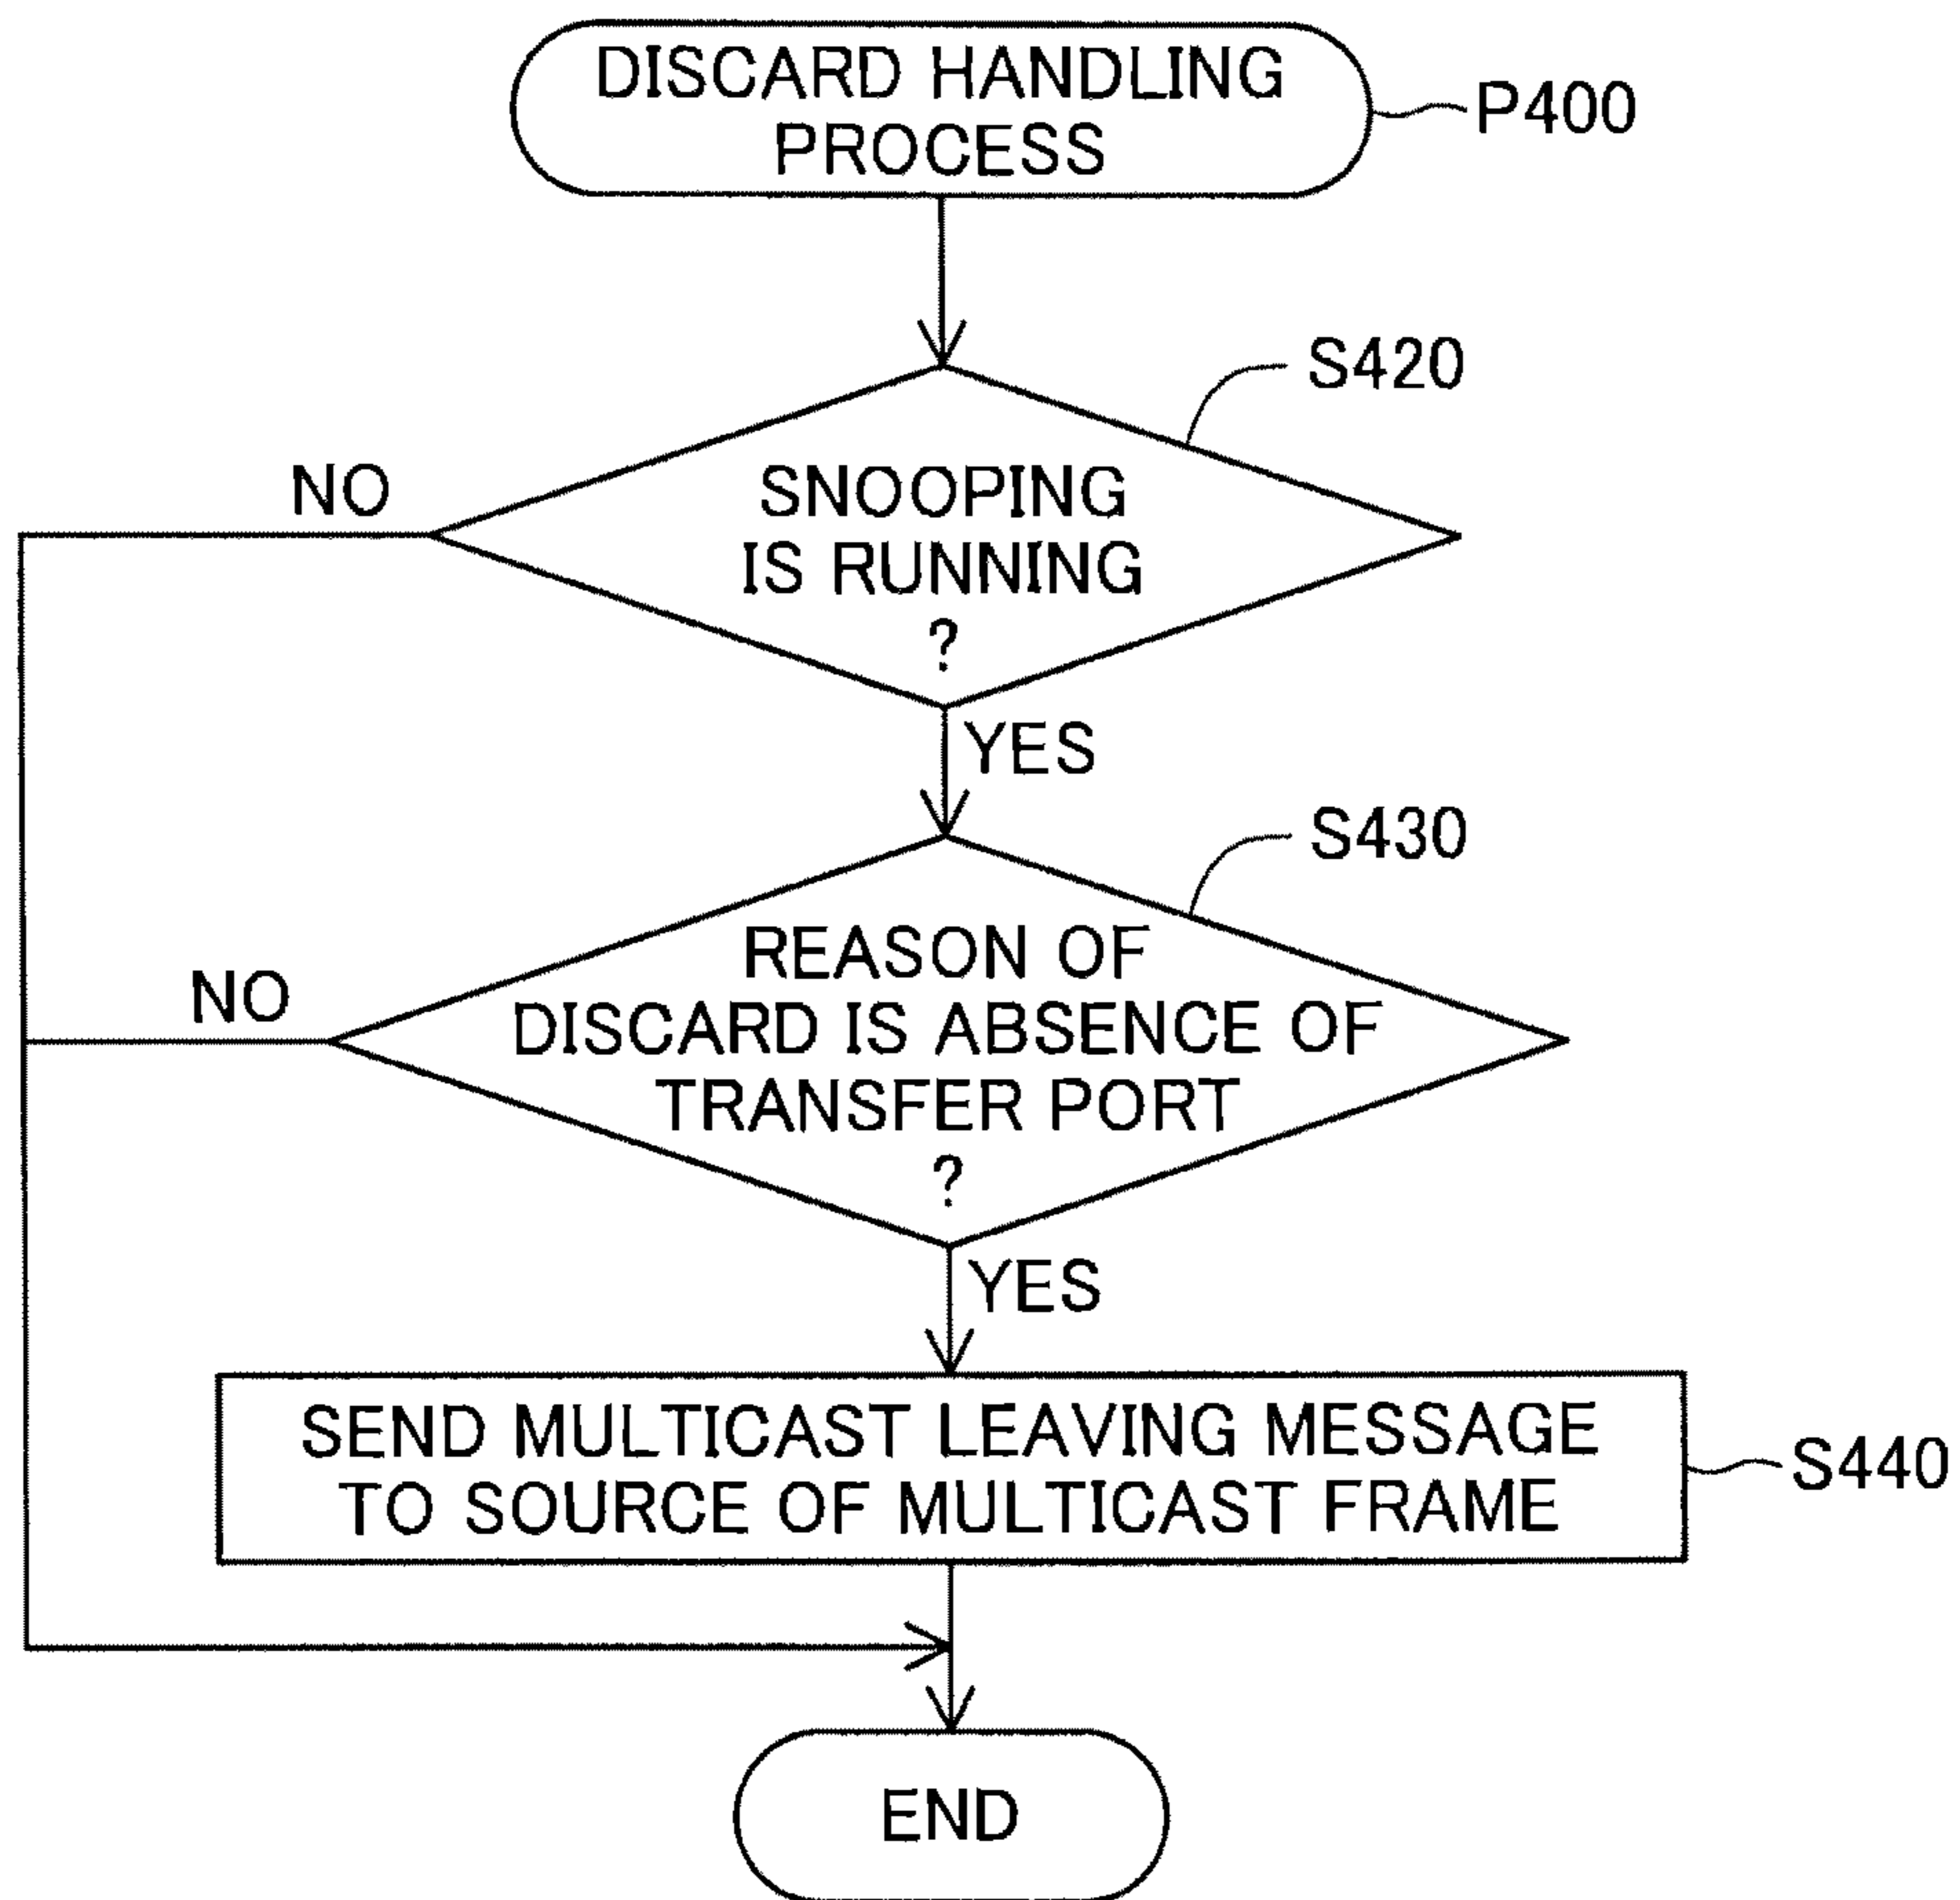 DISCARD HANDLING
PROCESS
P400
S420
NO
SNOOPING
IS RUNNING
?
YES
S430
NO
REASON OF
DISCARD IS ABSENCE OF
TRANSFER PORT
?
YES
SEND MULTICAST LEAVING MESSAGE
TO SOURCE OF MULTICAST FRAME
S440
END